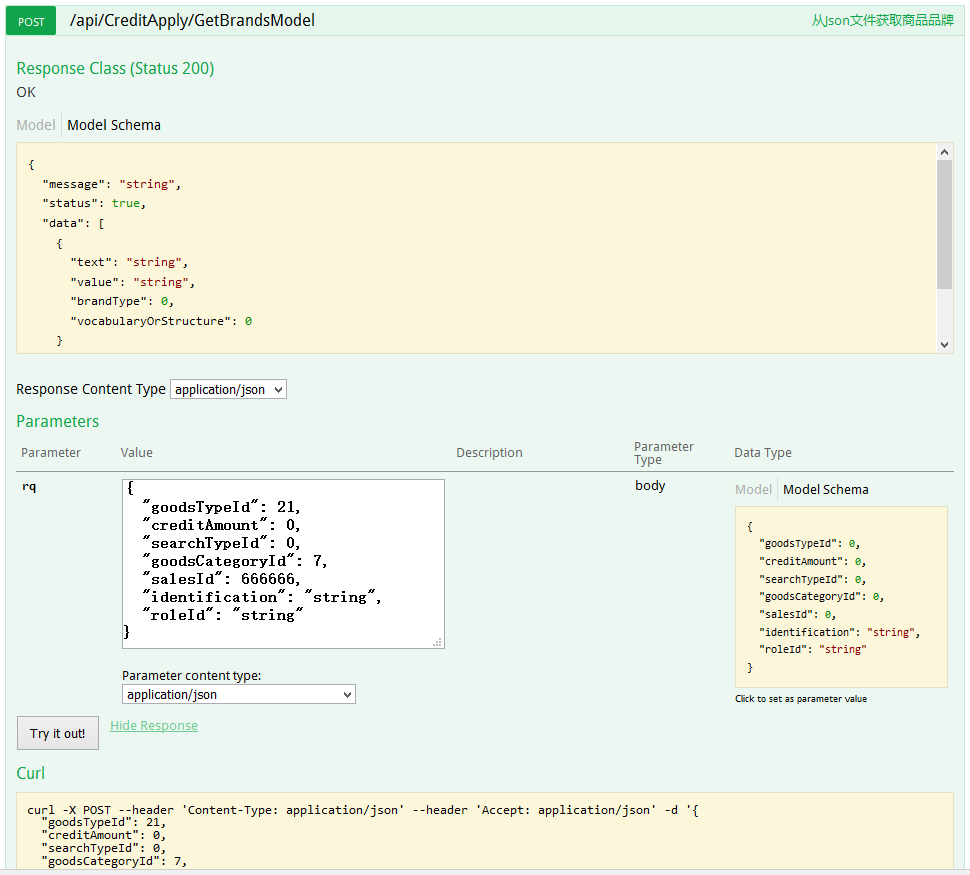 POST /api/CreditApply/GetBrandsModel 从Json文件获取商品品牌
Response Class (Status 200)
OK
Model Model Schema
{
"message": "string",
"status": true,
"data": [
{
"text": "string",
"value": "string",
"brandType": 0,
"vocabularyOrStructure": 0
}
Response Content Type application/json
Parameters
Parameter Value Description Parameter Type Data Type
rq
{
"goodsTypeId": 21,
"creditAmount": 0,
"searchTypeId": 0,
"goodsCategoryId": 7,
"salesId": 666666,
"identification": "string",
"roleId": "string"
}
Parameter content type:
application/json
body
Model Model Schema
{
"goodsTypeId": 0,
"creditAmount": 0,
"searchTypeId": 0,
"goodsCategoryId": 0,
"salesId": 0,
"identification": "string",
"roleId": "string"
}
Click to set as parameter value
Try it out! Hide Response
Curl
curl -X POST --header 'Content-Type: application/json' --header 'Accept: application/json' -d '{
"goodsTypeId": 21,
"creditAmount": 0,
"searchTypeId": 0,
"goodsCategoryId": 7,